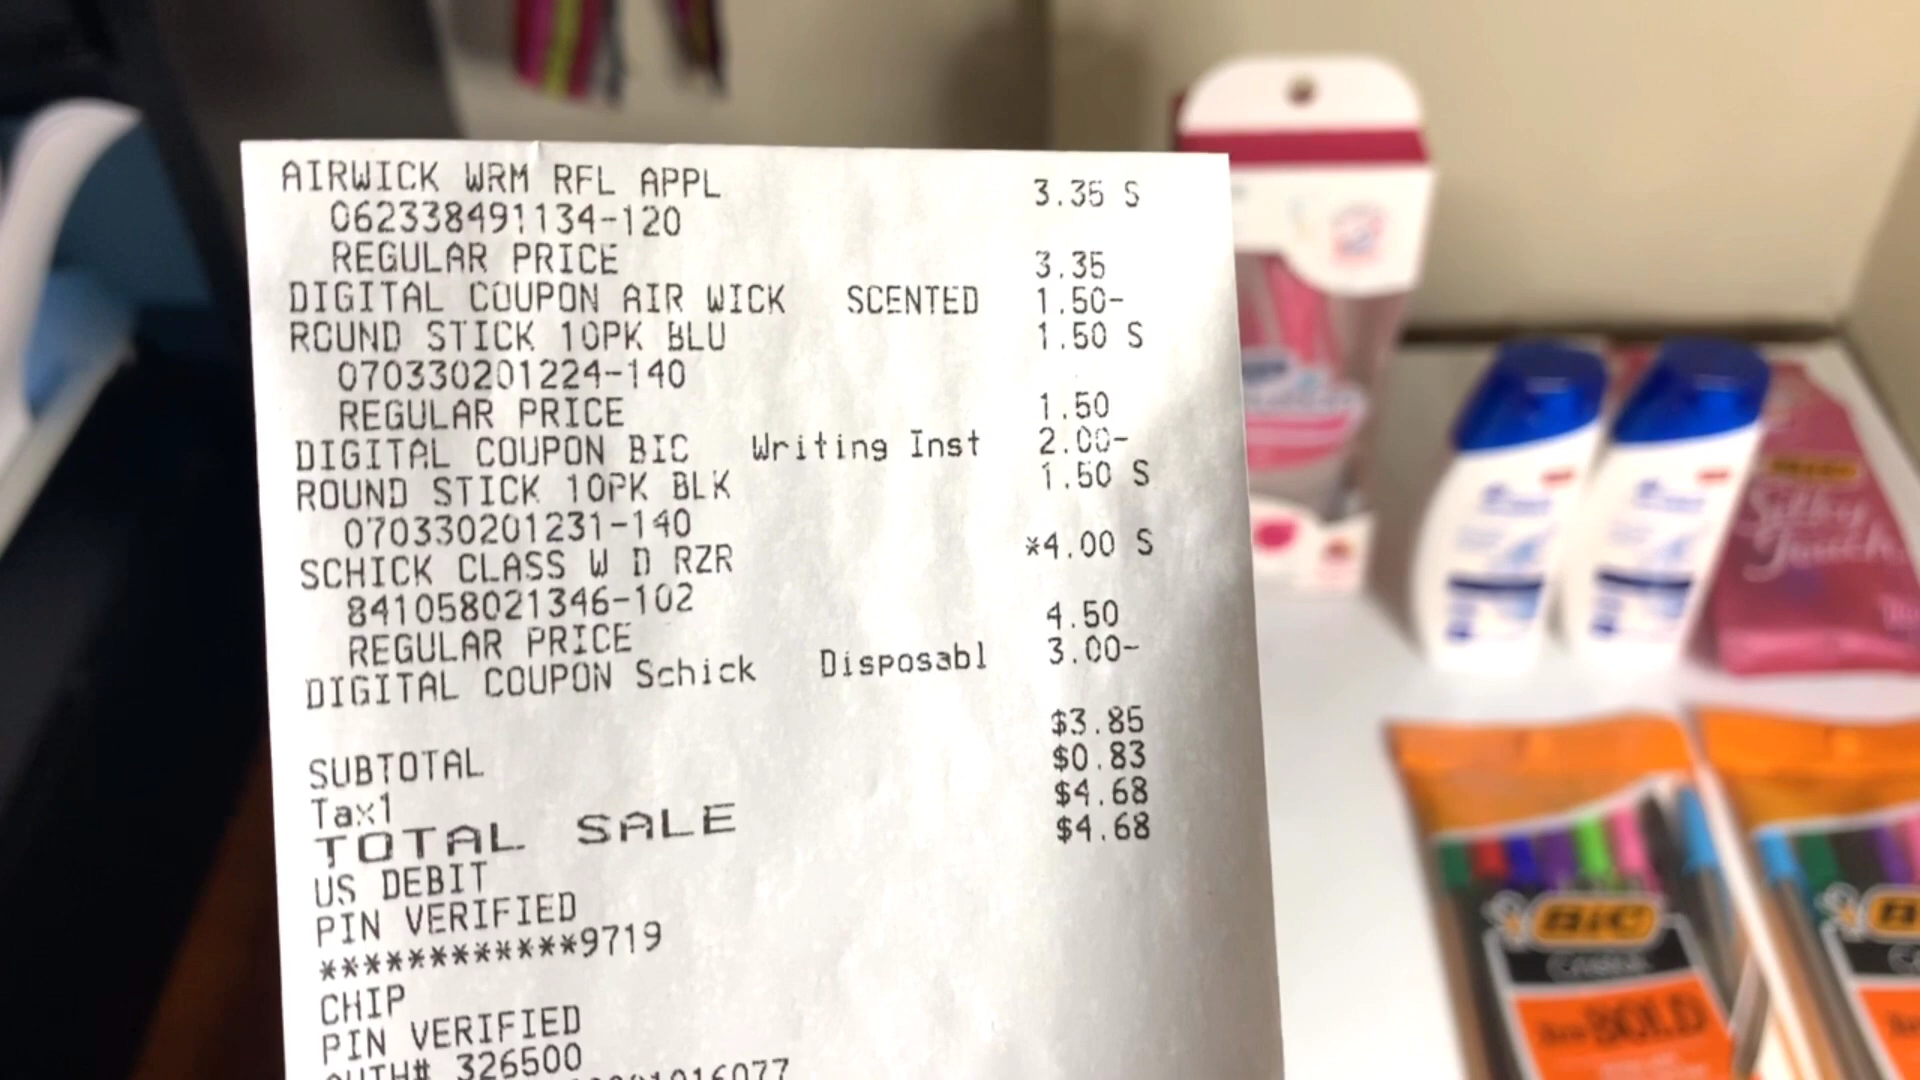 AIRWICK WRM RFL APPL 3.35 S
062338491134-120
REGULAR PRICE 3.35
DIGITAL COUPON AIR WICK SCENTED 1.50-
ROUND STICK 10PK BLU 1.50 S
070330201224-140
REGULAR PRICE 1.50
DIGITAL COUPON BIC Writing Inst 2.00-
ROUND STICK 10PK BLK 1.50 S
070330201231-140
SCHICK CLASS W D RZR *4.00 S
841058021346-102
REGULAR PRICE 4.50
DIGITAL COUPON Schick Disposabl 3.00-
SUBTOTAL $3.85
Tax1 $0.83
TOTAL SALE $4.68
US DEBIT $4.68
PIN VERIFIED
************9719
CHIP
PIN VERIFIED
AUTH# 326500
Silky
Touch
BIC
BOLD